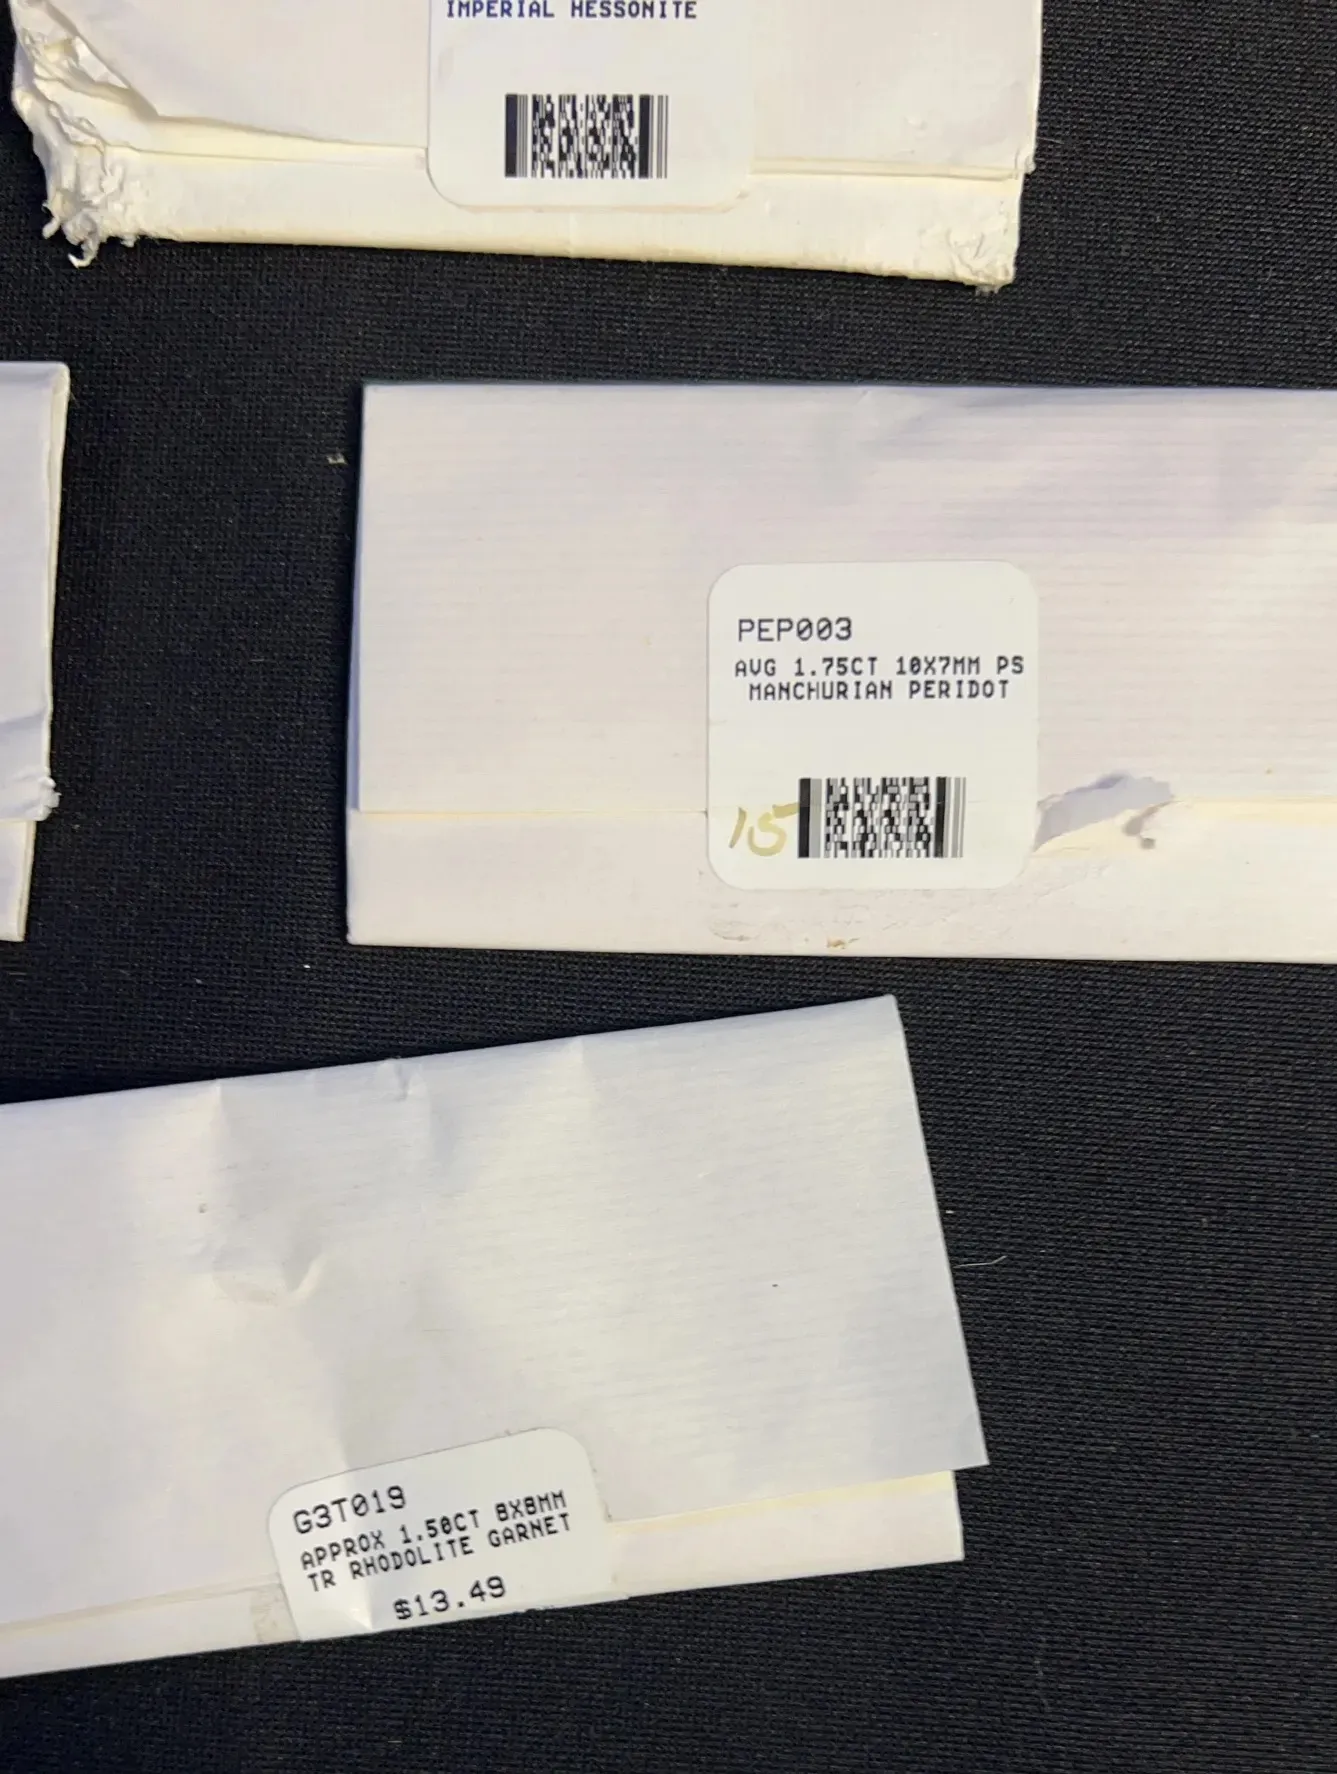 IMPERIAL HESSONITE
PEP003
AVG 1.75CT 10X7MM PS
MANCHURIAN PERIDOT
15
G3T019
APPROX 1.50CT 8X8MM
TR RHODOLITE GARNET
$13.49